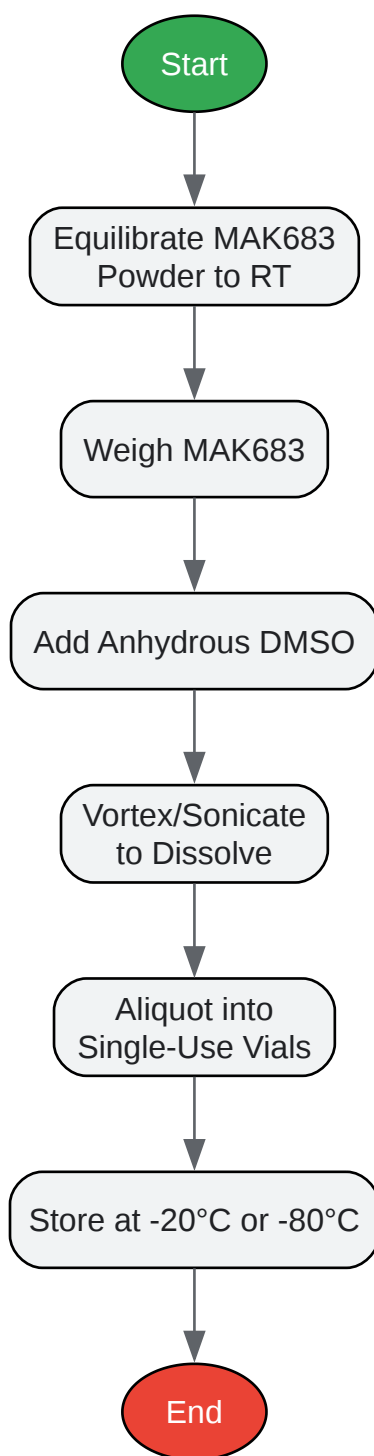 Start
Equilibrate MAK683
Powder to RT
Weigh MAK683
Add Anhydrous DMSO
Vortex/Sonicate
to Dissolve
Aliquot into
Single-Use Vials
Store at -20°C or -80°C
End